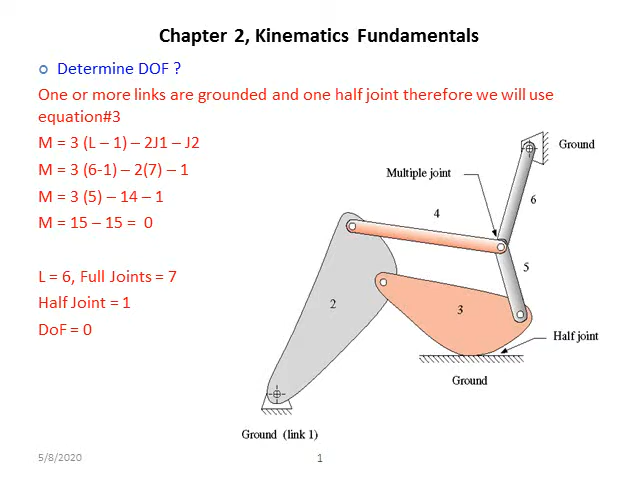 Chapter 2, Kinematics Fundamentals
Determine DOF ?
One or more links are grounded and one half joint therefore we will use
equation#3
M = 3 (L – 1) – 2J1 – J2
M = 3 (6-1) – 2(7) – 1
M = 3 (5) – 14 – 1
M = 15 – 15 = 0
L = 6, Full Joints = 7
Half Joint = 1
DoF = 0
Ground
Multiple joint
6
4
5
2
3
Half joint
Ground
Ground (link 1)
5/8/2020
1